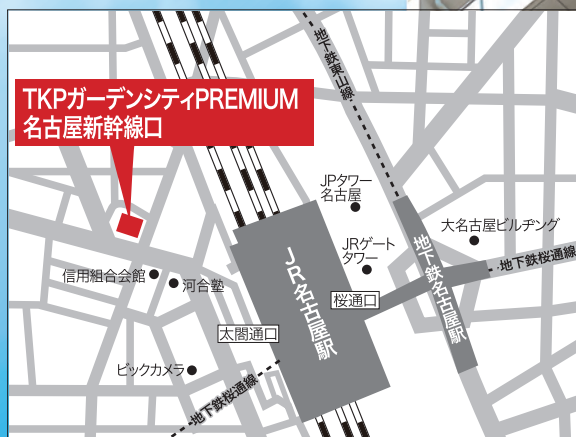 地下鉄東山線
TKPガーデンシティPREMIUM
名古屋新幹線口
JPタワー
名古屋
大名古屋ビルヂング
JRゲート
タワー
地下鉄名古屋駅
地下鉄桜通線
信用組合会館
河合塾
JR名古屋駅
桜通口
太閤通口
ビックカメラ
地下鉄桜通線